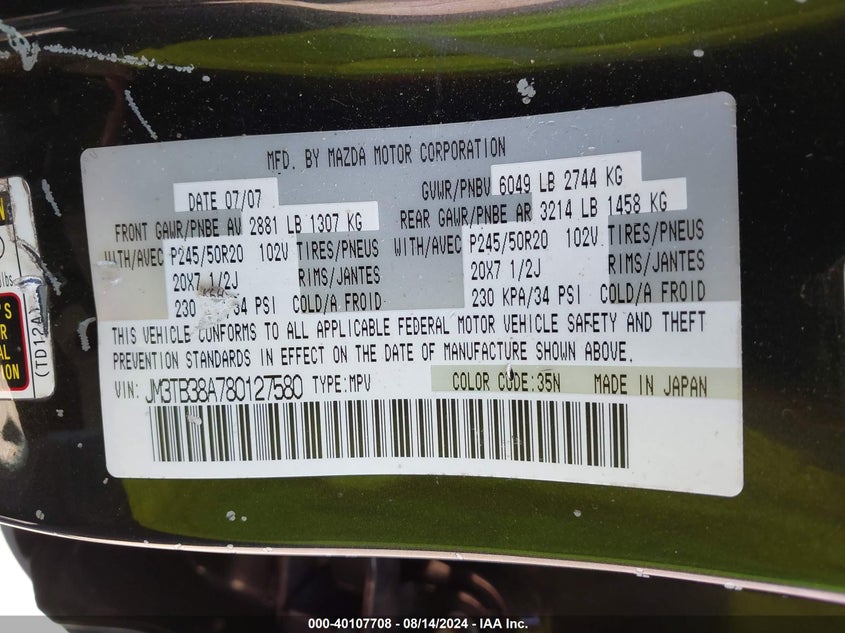 MFD. BY MAZDA MOTOR CORPORATION
DATE 07/07 GVWR/PNBV 6049 LB 2744 KG
FRONT GAWR/PNBE AV 2881 LB 1307 KG REAR GAWR/PNBE AR 3214 LB 1458 KG
WITH/AVEC P245/50R20 102V TIRES/PNEUS WITH/AVEC P245/50R20 102V TIRES/PNEUS
20X7 1/2J RIMS/JANTES 20X7 1/2J RIMS/JANTES
230 KPA/34 PSI COLD/A FROID 230 KPA/34 PSI COLD/A FROID
THIS VEHICLE CONFORMS TO ALL APPLICABLE FEDERAL MOTOR VEHICLE SAFETY AND THEFT
PREVENTION STANDARDS IN EFFECT ON THE DATE OF MANUFACTURE SHOWN ABOVE.
VIN: JM3TB38A780127580 TYPE:MPV COLOR CODE:35N MADE IN JAPAN
lbs
(TD12A)
000-40107708 - 08/14/2024 - IAA Inc.